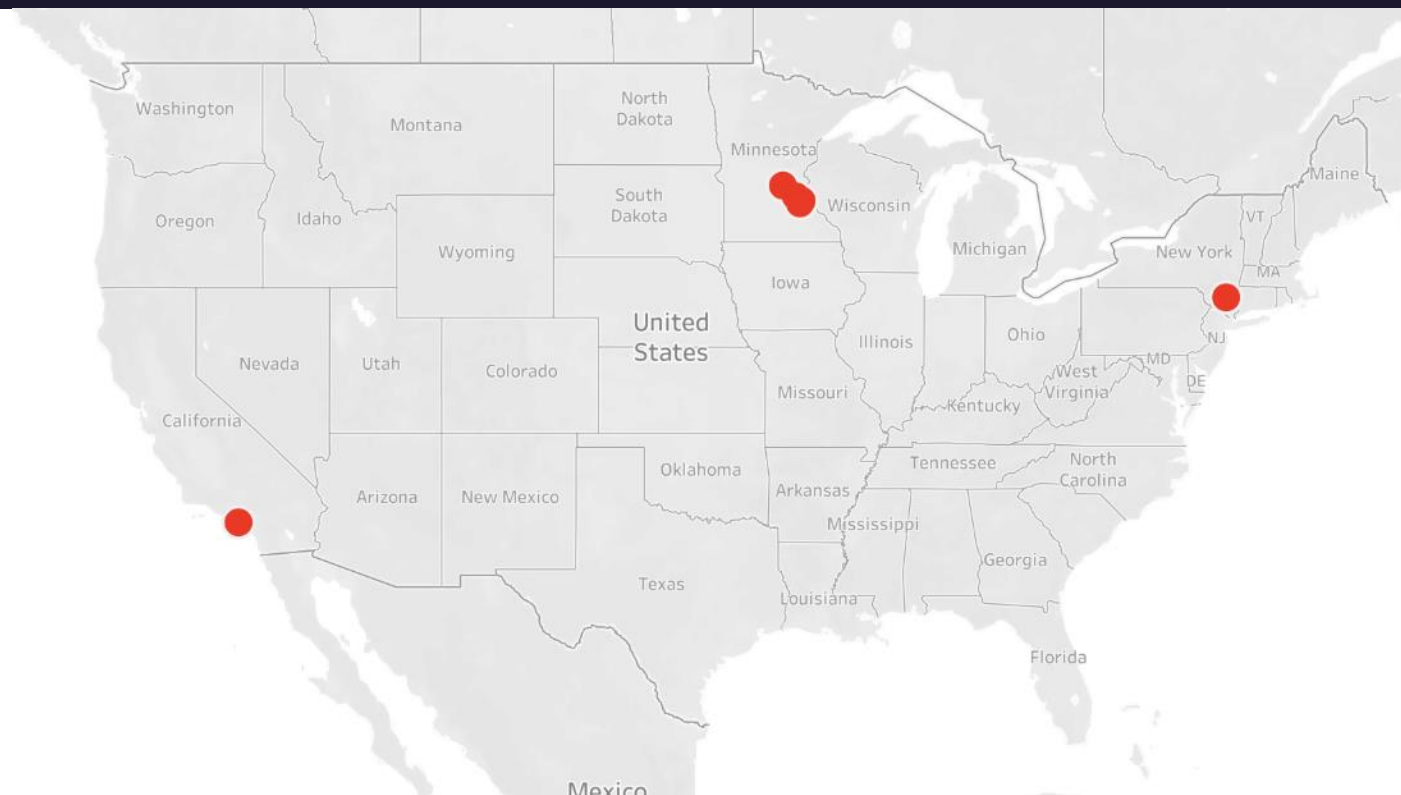 Washington
Montana
North
Dakota
Minnesota
Maine
Oregon
Idaho
South
Dakota
Wisconsin
VT
Wyoming
Michigan
New York
MA
Iowa
United
States
Nevada
Utah
Colorado
Illinois
Ohio
NJ
MD
West
Virginia
DE
Missouri
Kentucky
California
Arizona
New Mexico
Oklahoma
Arkansas
Tennessee
North
Carolina
Mississippi
Georgia
Texas
Louisiana
Florida
Mexico